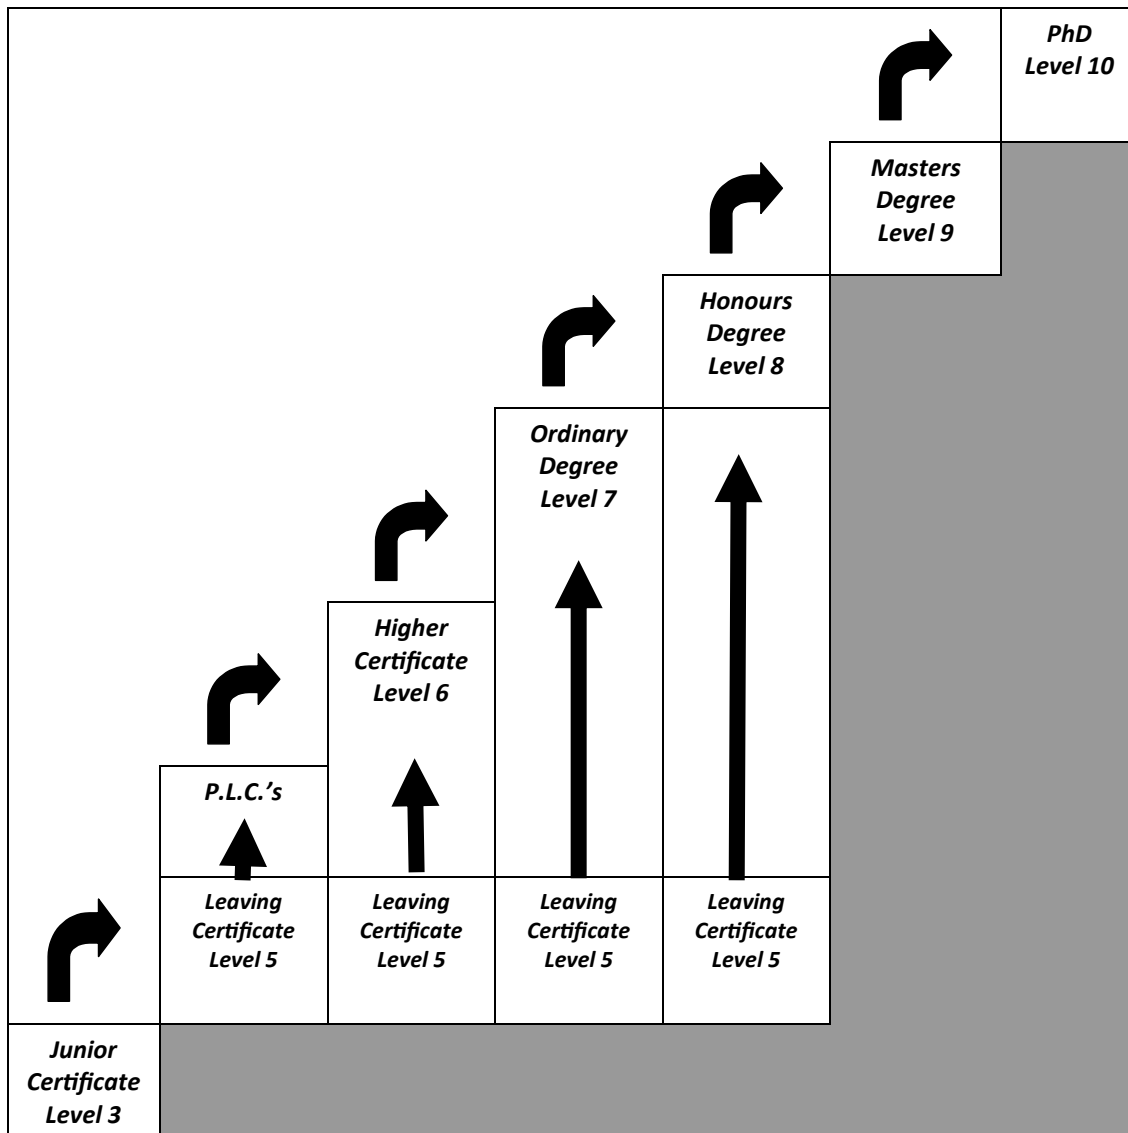 PhD
Level 10
Masters
Degree
Level 9
Honours
Degree
Level 8
Ordinary
Degree
Level 7
Higher
Certificate
Level 6
P.L.C.’s
Leaving
Certificate
Level 5
Leaving
Certificate
Level 5
Leaving
Certificate
Level 5
Leaving
Certificate
Level 5
Junior
Certificate
Level 3